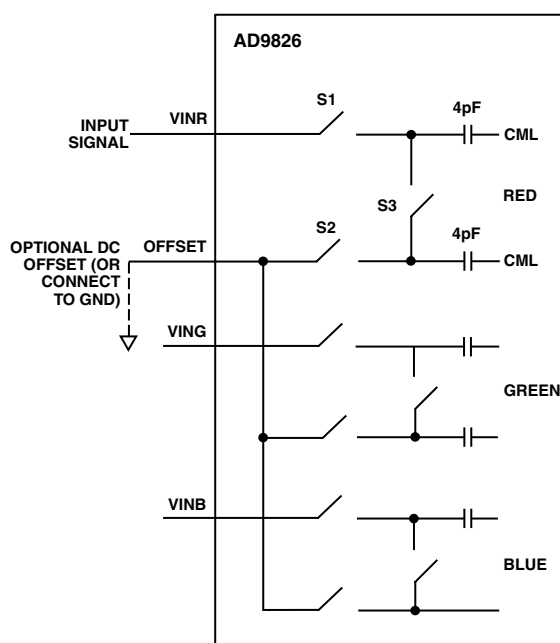 AD9826
S1
4pF
INPUT
SIGNAL
VINR
CML
S3
RED
S2
4pF
OPTIONAL DC
OFFSET (OR
CONNECT
TO GND)
OFFSET
CML
VING
GREEN
VINB
BLUE